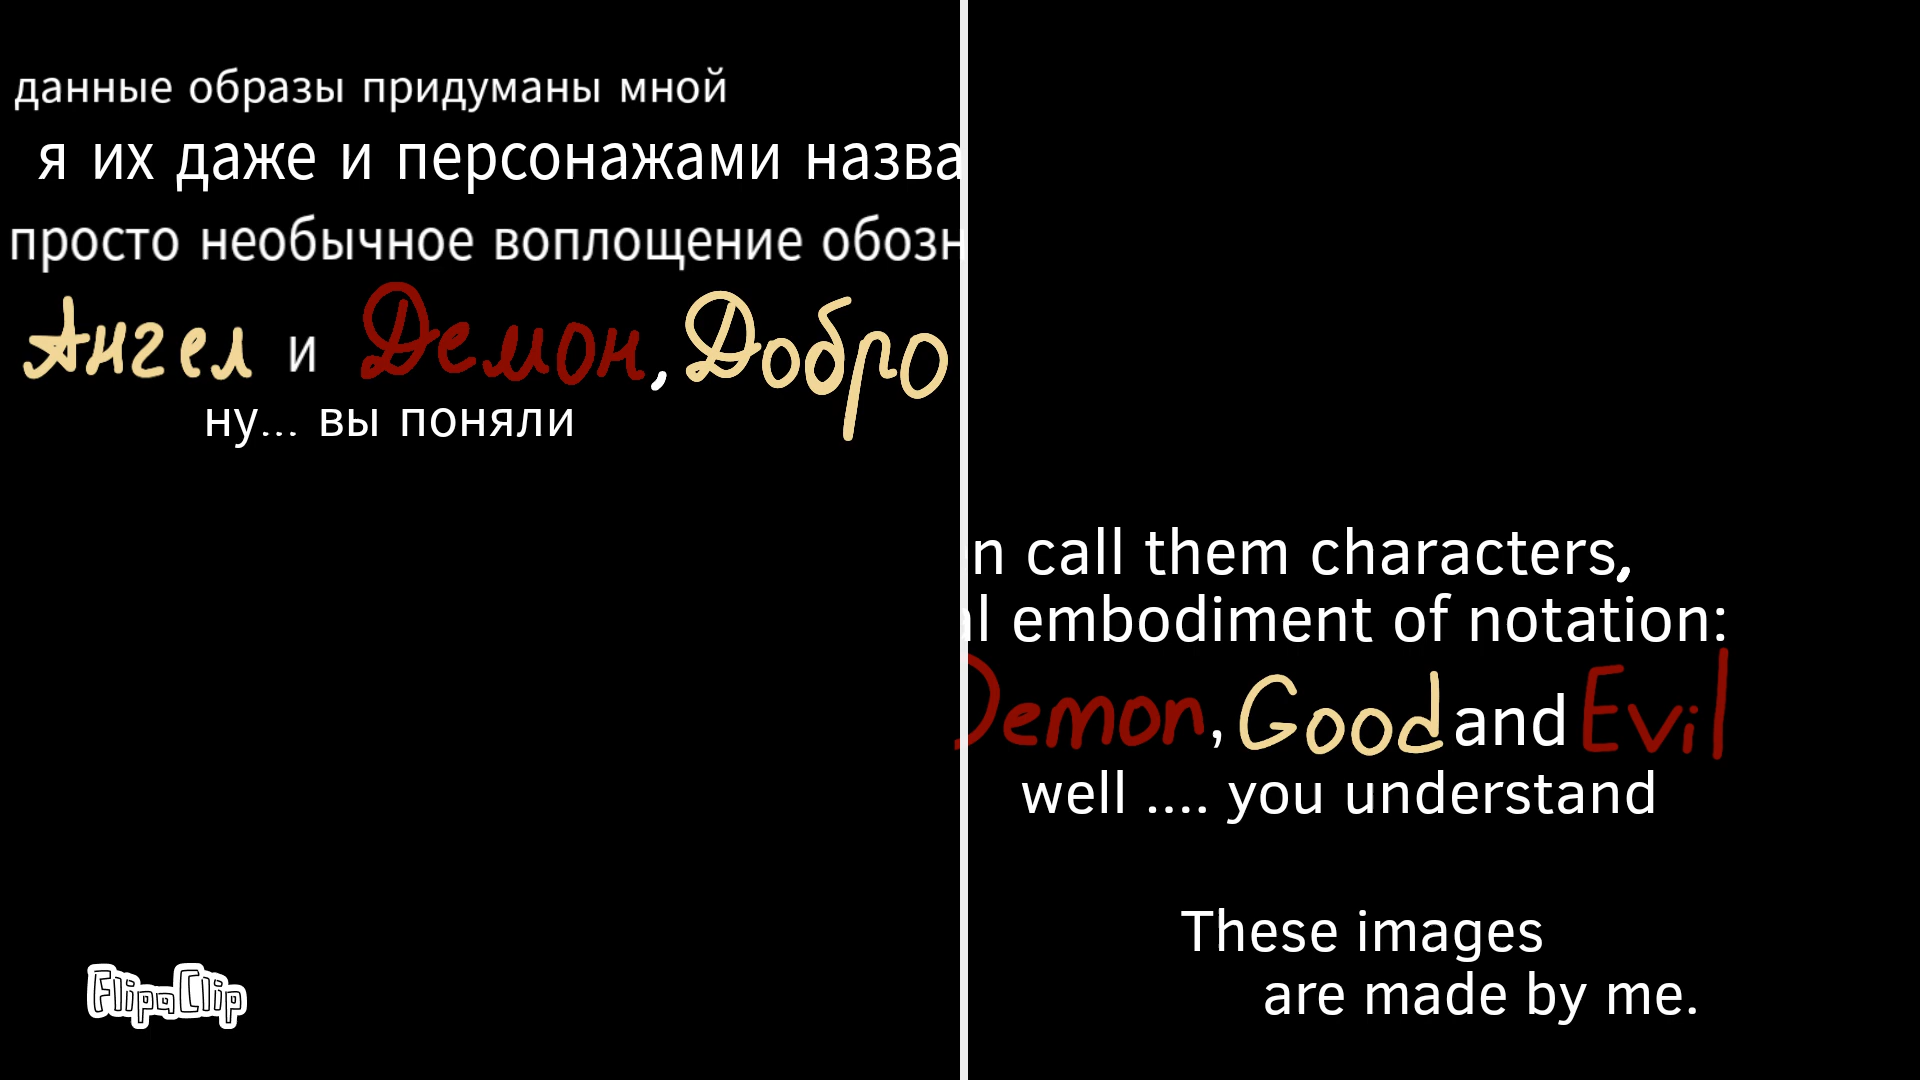 данные образы придуманы мной
я их даже и персонажами назва
просто необычное воплощение обозн
Ангел и Демон, Добро
ну... вы поняли
FlipaClip
n call them characters,
l embodiment of notation:
Demon, Good and Evil
well .... you understand
These images
are made by me.